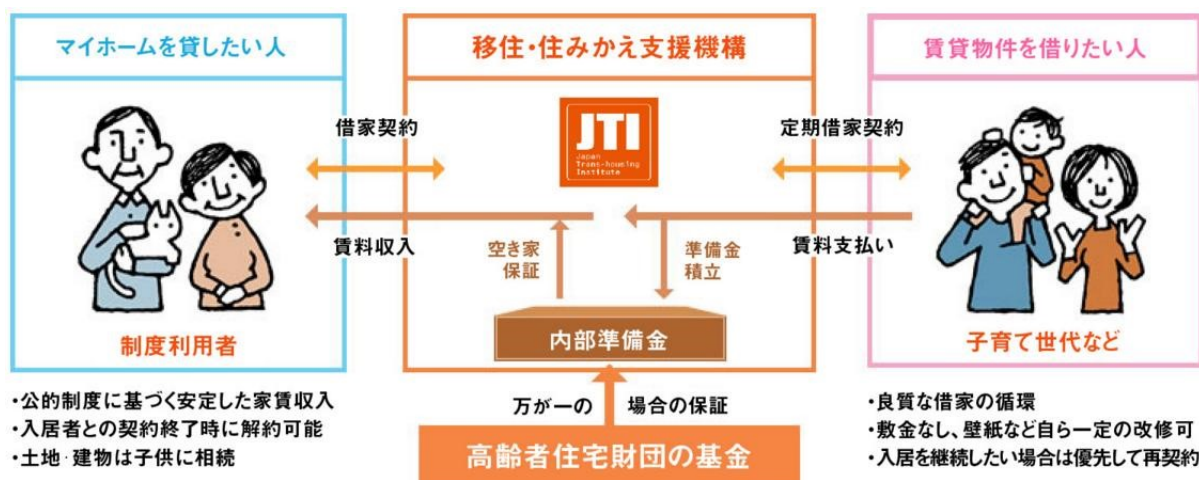 マイホームを貸したい人
移住・住みかえ支援機構
賃貸物件を借りたい人
借家契約
JTI
Japan
Trans-housing
Institute
定期借家契約
賃料収入
空き家
保証
準備金
積立
賃料支払い
制度利用者
内部準備金
子育て世代など
・公的制度に基づく安定した家賃収入
・入居者との契約終了時に解約可能
・土地・建物は子供に相続
万が一の 場合の保証
高齢者住宅財団の基金
・良質な借家の循環
・敷金なし、壁紙など自ら一定の改修可
・入居を継続したい場合は優先して再契約